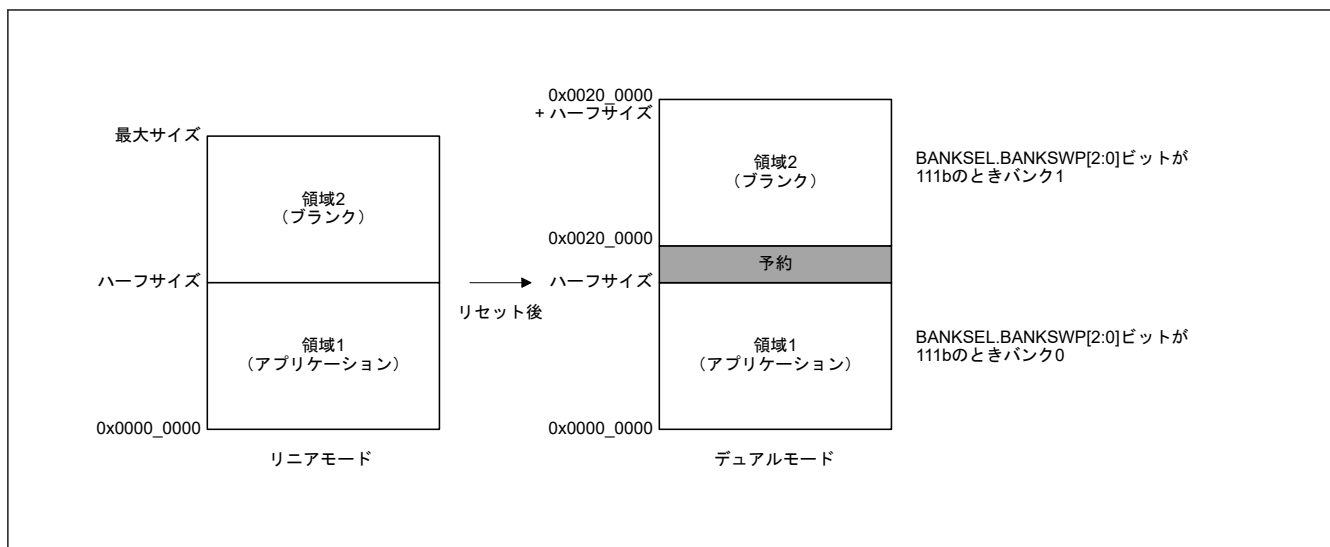 最大サイズ
領域2
（ブランク）
ハーフサイズ
領域1
（アプリケーション）
0x0000_0000
リニアモード
リセット後
0x0020_0000
+ ハーフサイズ
領域2
（ブランク）
0x0020_0000
予約
ハーフサイズ
領域1
（アプリケーション）
0x0000_0000
デュアルモード
BANKSEL.BANKSWP[2:0]ビットが
111bのときバンク1
BANKSEL.BANKSWP[2:0]ビットが
111bのときバンク0